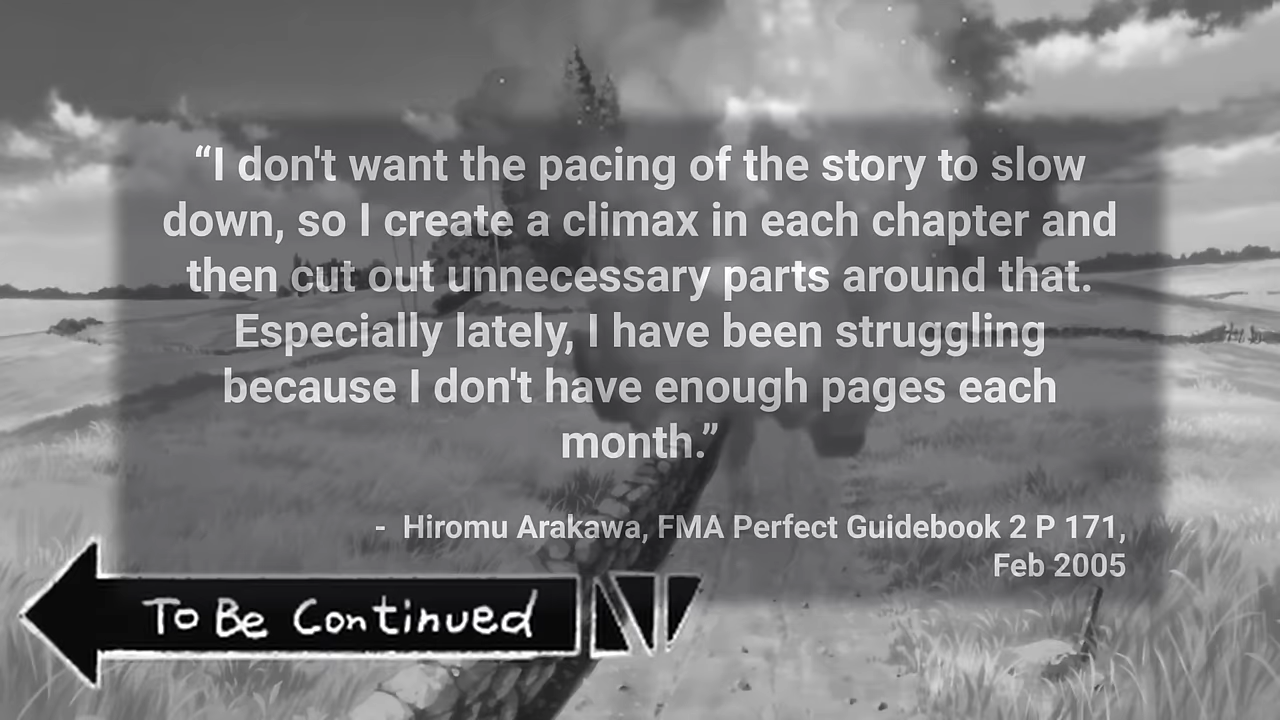 “I don't want the pacing of the story to slow
down, so I create a climax in each chapter and
then cut out unnecessary parts around that.
Especially lately, I have been struggling
because I don't have enough pages each
month.”
- Hiromu Arakawa, FMA Perfect Guidebook 2 P 171,
Feb 2005
To Be Continued